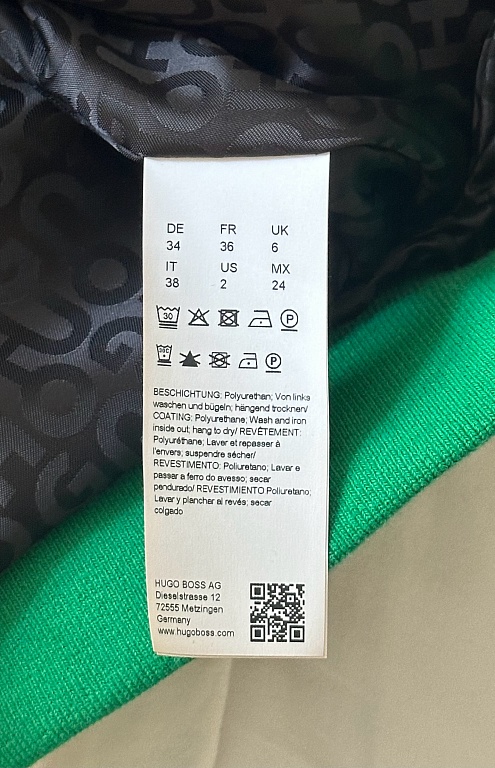 DE FR UK
34 36 6
IT US MX
38 2 24
30
P
30C
P
BESCHICHTUNG: Polyurethan; Von links
waschen und bügeln; hängend trocknen/
COATING: Polyurethane; Wash and iron
inside out; hang to dry/ REVÊTEMENT:
Polyuréthane; Laver et repasser à
l'envers; suspendre sécher/
REVESTIMENTO: Poliuretano; Lavar e
passar a ferro do avesso; secar
pendurado/ REVESTIMIENTO Poliuretano;
Lavar y planchar al revés; secar
colgado
HUGO BOSS AG
Dieselstrasse 12
72555 Metzingen
Germany
www.hugoboss.com